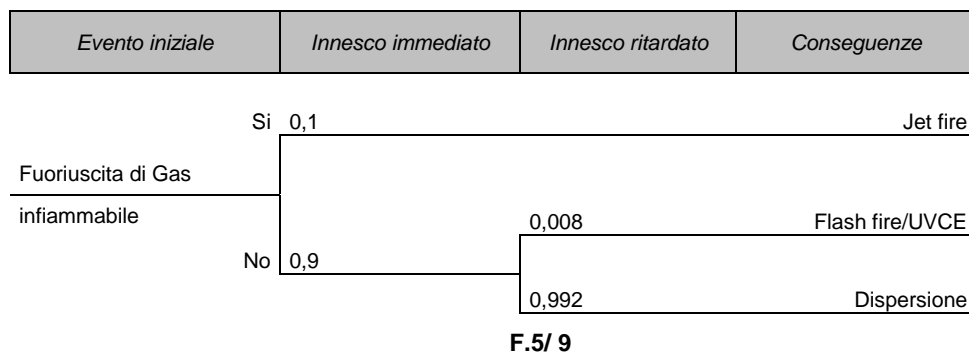 Evento iniziale Innesco immediato Innesco ritardato Conseguenze
Si 0,1 Jet fire
Fuoriuscita di Gas
infiammabile
0,008 Flash fire/UVCE
No 0,9
0,992 Dispersione
F.5/ 9